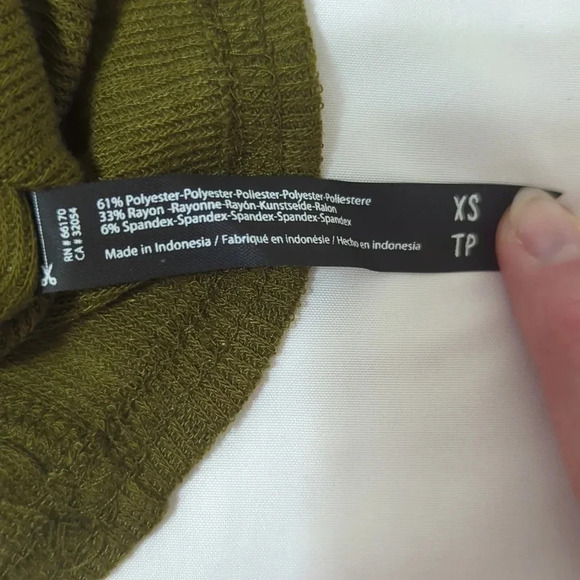 RN # 66170
CA # 32054
61% Polyester-Polyester-Poliester-Polyester-Poliestere
33% Rayon -Rayonne-Rayón-Kunstseide-Raion
6% Spandex-Spandex-Spandex-Spandex-Spandex
Made in Indonesia / Fabriqué en indonésie / Hecho en indonesia
XS
TP